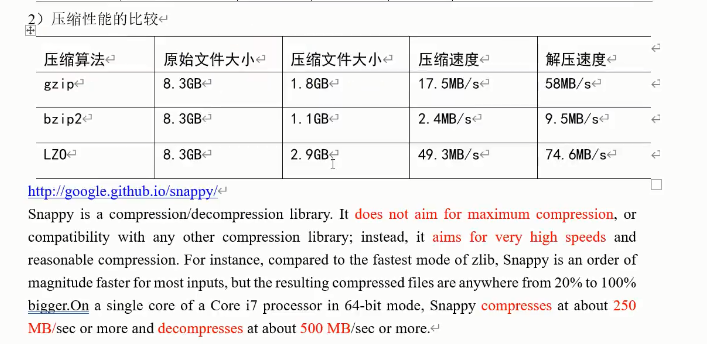 2）压缩性能的比较
压缩算法 原始文件大小 压缩文件大小 压缩速度 解压速度
gzip 8.3GB 1.8GB 17.5MB/s 58MB/s
bzip2 8.3GB 1.1GB 2.4MB/s 9.5MB/s
LZO 8.3GB 2.9GB 49.3MB/s 74.6MB/s
http://google.github.io/snappy/
Snappy is a compression/decompression library. It does not aim for maximum compression, or
compatibility with any other compression library; instead, it aims for very high speeds and
reasonable compression. For instance, compared to the fastest mode of zlib, Snappy is an order of
magnitude faster for most inputs, but the resulting compressed files are anywhere from 20% to 100%
bigger.On a single core of a Core i7 processor in 64-bit mode, Snappy compresses at about 250
MB/sec or more and decompresses at about 500 MB/sec or more.